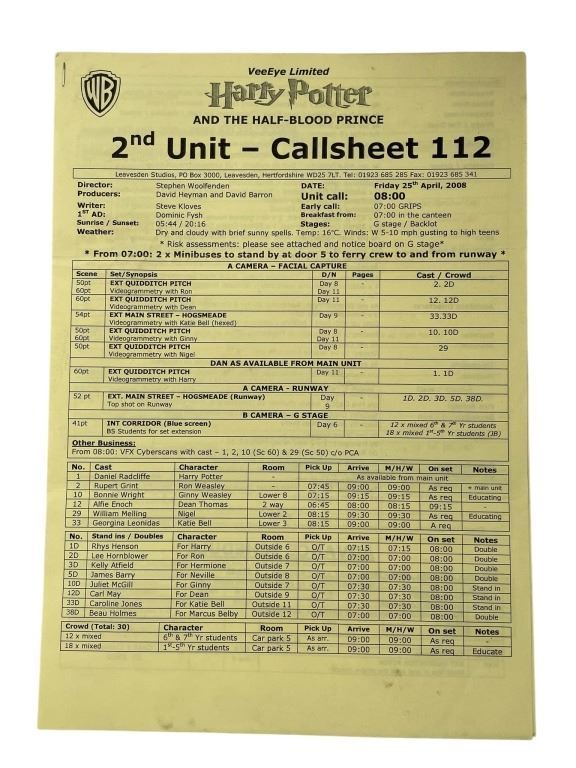 WB
VeeEye Limited
Harry Potter
AND THE HALF-BLOOD PRINCE
2nd Unit – Callsheet 112
Leavesden Studios, PO Box 3000, Leavesden, Hertfordshire WD25 7LT. Tel: 01923 685 285 Fax: 01923 685 341
Director: Stephen Woolfenden DATE: Friday 25th April, 2008
Producers: David Heyman and David Barron Unit call: 08:00
Writer: Steve Kloves Early call: 07:00 GRIPS
1ST AD: Dominic Fysh Breakfast from: 07:00 in the canteen
Sunrise / Sunset: 05:44 / 20:16 Stages: G stage / Backlot
Weather: Dry and cloudy with brief sunny spells. Temp: 16°C. Winds: W 5-10 mph gusting to high teens
* Risk assessments: please see attached and notice board on G stage*
* From 07:00: 2 x Minibuses to stand by at door 5 to ferry crew to and from runway *
A CAMERA – FACIAL CAPTURE
Scene Set/Synopsis D/N Pages Cast / Crowd
50pt EXT QUIDDITCH PITCH Day 8 - 2. 2D
60pt Videogrammetry with Ron Day 11
60pt EXT QUIDDITCH PITCH Day 11 - 12. 12D
Videogrammetry with Dean
54pt EXT MAIN STREET – HOGSMEADE Day 9 - 33.33D
Videogrammetry with Katie Bell (hexed)
50pt EXT QUIDDITCH PITCH Day 8 - 10. 10D
60pt Videogrammetry with Ginny Day 11
50pt EXT QUIDDITCH PITCH Day 8 - 29
Videogrammetry with Nigel
DAN AS AVAILABLE FROM MAIN UNIT
60pt EXT QUIDDITCH PITCH Day 11 - 1. 1D
Videogrammetry with Harry
A CAMERA - RUNWAY
52 pt EXT. MAIN STREET – HOGSMEADE (Runway) Day 9 - 1D. 2D. 3D. 5D. 38D.
Top shot on Runway
B CAMERA – G STAGE
41pt INT CORRIDOR (Blue screen) Day 6 - 12 x mixed 6th & 7th Yr students
BS Students for set extension 18 x mixed 1st-5th Yr students (JB)
Other Business:
From 08:00: VFX Cyberscans with cast – 1, 2, 10 (Sc 60) & 29 (Sc 50) c/o PCA
No. Cast Character Room Pick Up Arrive M/H/W On set Notes
1 Daniel Radcliffe Harry Potter - As available from main unit
2 Rupert Grint Ron Weasley - 07:45 09:00 09:00 As req + main unit
10 Bonnie Wright Ginny Weasley Lower 8 07:15 09:15 09:15 As req Educating
12 Alfie Enoch Dean Thomas 2 way 06:45 08:00 08:15 09:15 -
29 William Melling Nigel Lower 2 08:15 09:30 09:30 As req Educating
33 Georgina Leonidas Katie Bell Lower 3 08:15 09:00 09:00 A req
No. Stand ins / Doubles Character Room Pick Up Arrive M/H/W On set Notes
1D Rhys Henson For Harry Outside 6 O/T 07:15 07:15 08:00 Double
2D Lee Hornblower For Ron Outside 6 O/T 07:00 07:00 08:00 Double
3D Kelly Atfield For Hermione Outside 7 O/T 07:00 07:00 08:00 Double
5D James Barry For Neville Outside 8 O/T 07:00 07:00 08:00 Double
10D Juliet McGill For Ginny Outside 7 O/T 07:30 07:30 08:00 Stand in
12D Carl May For Dean Outside 9 O/T 07:30 07:30 08:00 Stand in
33D Caroline Jones For Katie Bell Outside 11 O/T 07:30 07:30 08:00 Stand in
38D Beau Holmes For Marcus Belby Outside 12 O/T 07:00 07:00 08:00 Double
Crowd (Total: 30) Character Room Pick Up Arrive M/H/W On set Notes
12 x mixed 6th & 7th Yr students Car park 5 As arr. 09:00 09:00 As req -
18 x mixed 1st-5th Yr students Car park 5 As arr. 09:00 09:00 As req Educate